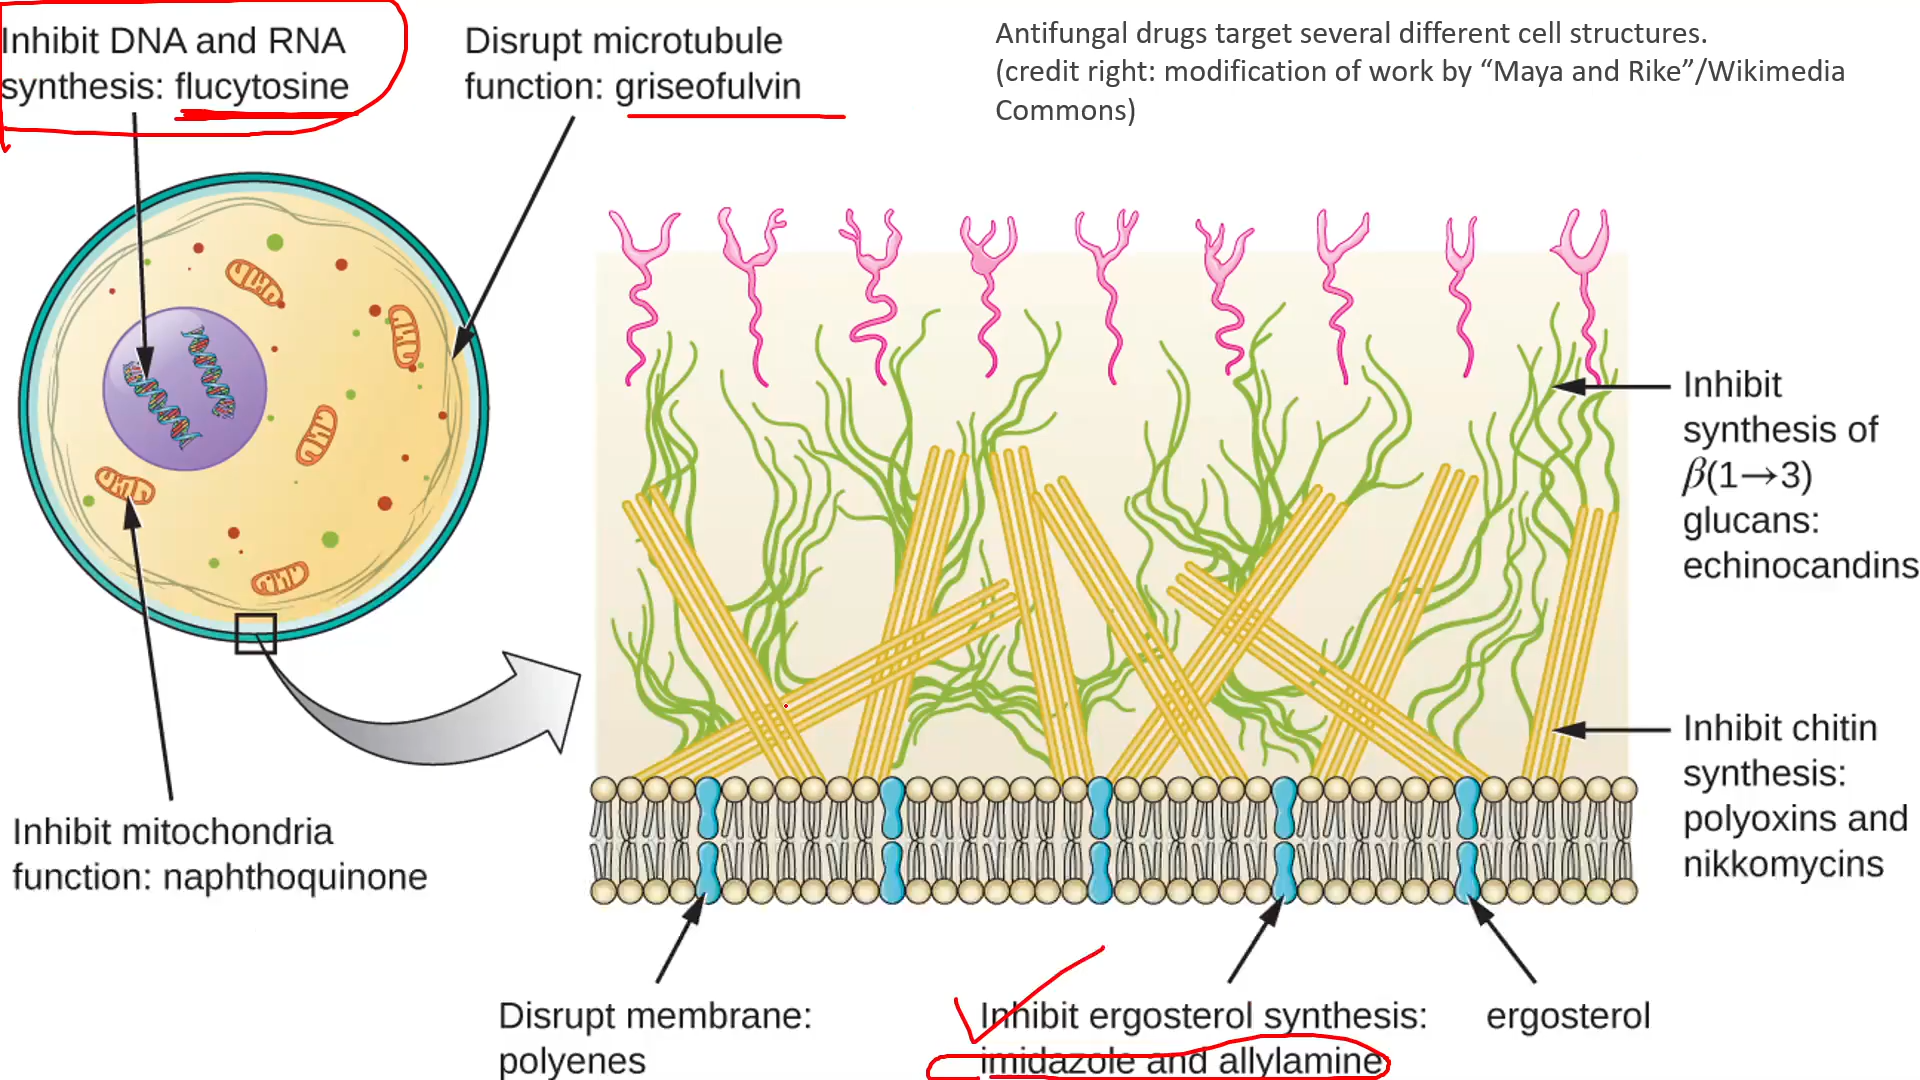 Inhibit DNA and RNA
synthesis: flucytosine
Disrupt microtubule
function: griseofulvin
Antifungal drugs target several different cell structures.
(credit right: modification of work by “Maya and Rike”/Wikimedia
Commons)
Inhibit
synthesis of
β(1→3)
glucans:
echinocandins
Inhibit chitin
synthesis:
polyoxins and
nikkomycins
Inhibit mitochondria
function: naphthoquinone
Disrupt membrane:
polyenes
Inhibit ergosterol synthesis:
imidazole and allylamine
ergosterol